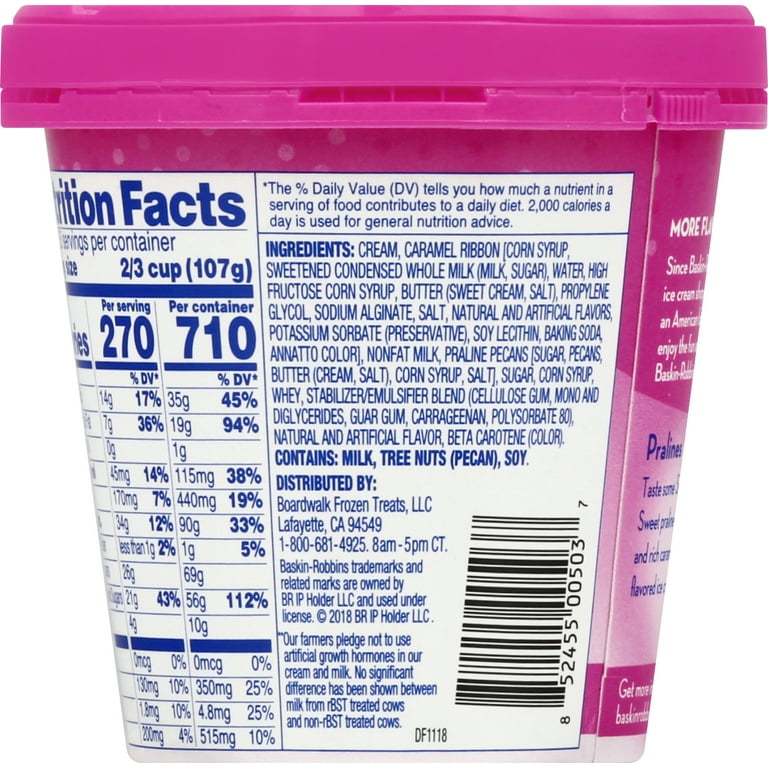 rition Facts
servings per container
size 2/3 cup (107g)
Per serving Per container
270 710
% DV* % DV*
14g 17% 35g 45%
7g 36% 19g 94%
0g 1g
45mg 14% 115mg 38%
170mg 7% 440mg 19%
34g 12% 90g 33%
less than 1g 2% 1g 5%
26g 69g
21g 43% 56g 112%
4g 10g
0mcg 0% 0mcg 0%
130mg 10% 350mg 25%
1.8mg 10% 4.8mg 25%
200mg 4% 515mg 10%
*The % Daily Value (DV) tells you how much a nutrient in a
serving of food contributes to a daily diet. 2,000 calories a
day is used for general nutrition advice.
INGREDIENTS: CREAM, CARAMEL RIBBON [CORN SYRUP,
SWEETENED CONDENSED WHOLE MILK (MILK, SUGAR), WATER, HIGH
FRUCTOSE CORN SYRUP, BUTTER (SWEET CREAM, SALT), PROPYLENE
GLYCOL, SODIUM ALGINATE, SALT, NATURAL AND ARTIFICIAL FLAVORS,
POTASSIUM SORBATE (PRESERVATIVE), SOY LECITHIN, BAKING SODA,
ANNATTO COLOR], NONFAT MILK, PRALINE PECANS [SUGAR, PECANS,
BUTTER (CREAM, SALT), CORN SYRUP, SALT], SUGAR, CORN SYRUP,
WHEY, STABILIZER/EMULSIFIER BLEND (CELLULOSE GUM, MONO AND
DIGLYCERIDES, GUAR GUM, CARRAGEENAN, POLYSORBATE 80),
NATURAL AND ARTIFICIAL FLAVOR, BETA CAROTENE (COLOR).
CONTAINS: MILK, TREE NUTS (PECAN), SOY.
DISTRIBUTED BY:
Boardwalk Frozen Treats, LLC
Lafayette, CA 94549
1-800-681-4925. 8am-5pm CT.
Baskin-Robbins trademarks and
related marks are owned by
BR IP Holder LLC and used under
license. © 2018 BR IP Holder LLC.
**Our farmers pledge not to use
artificial growth hormones in our
cream and milk. No significant
difference has been shown between
milk from rBST treated cows
and non-rBST treated cows.
DF1118
8 52455 00503 7
MORE
Since
ice cream
an American
enjoy the
Baskin-Robb
Pralines
Taste some
Sweet praline
and rich
flavored ice
Get more
baskinrobb